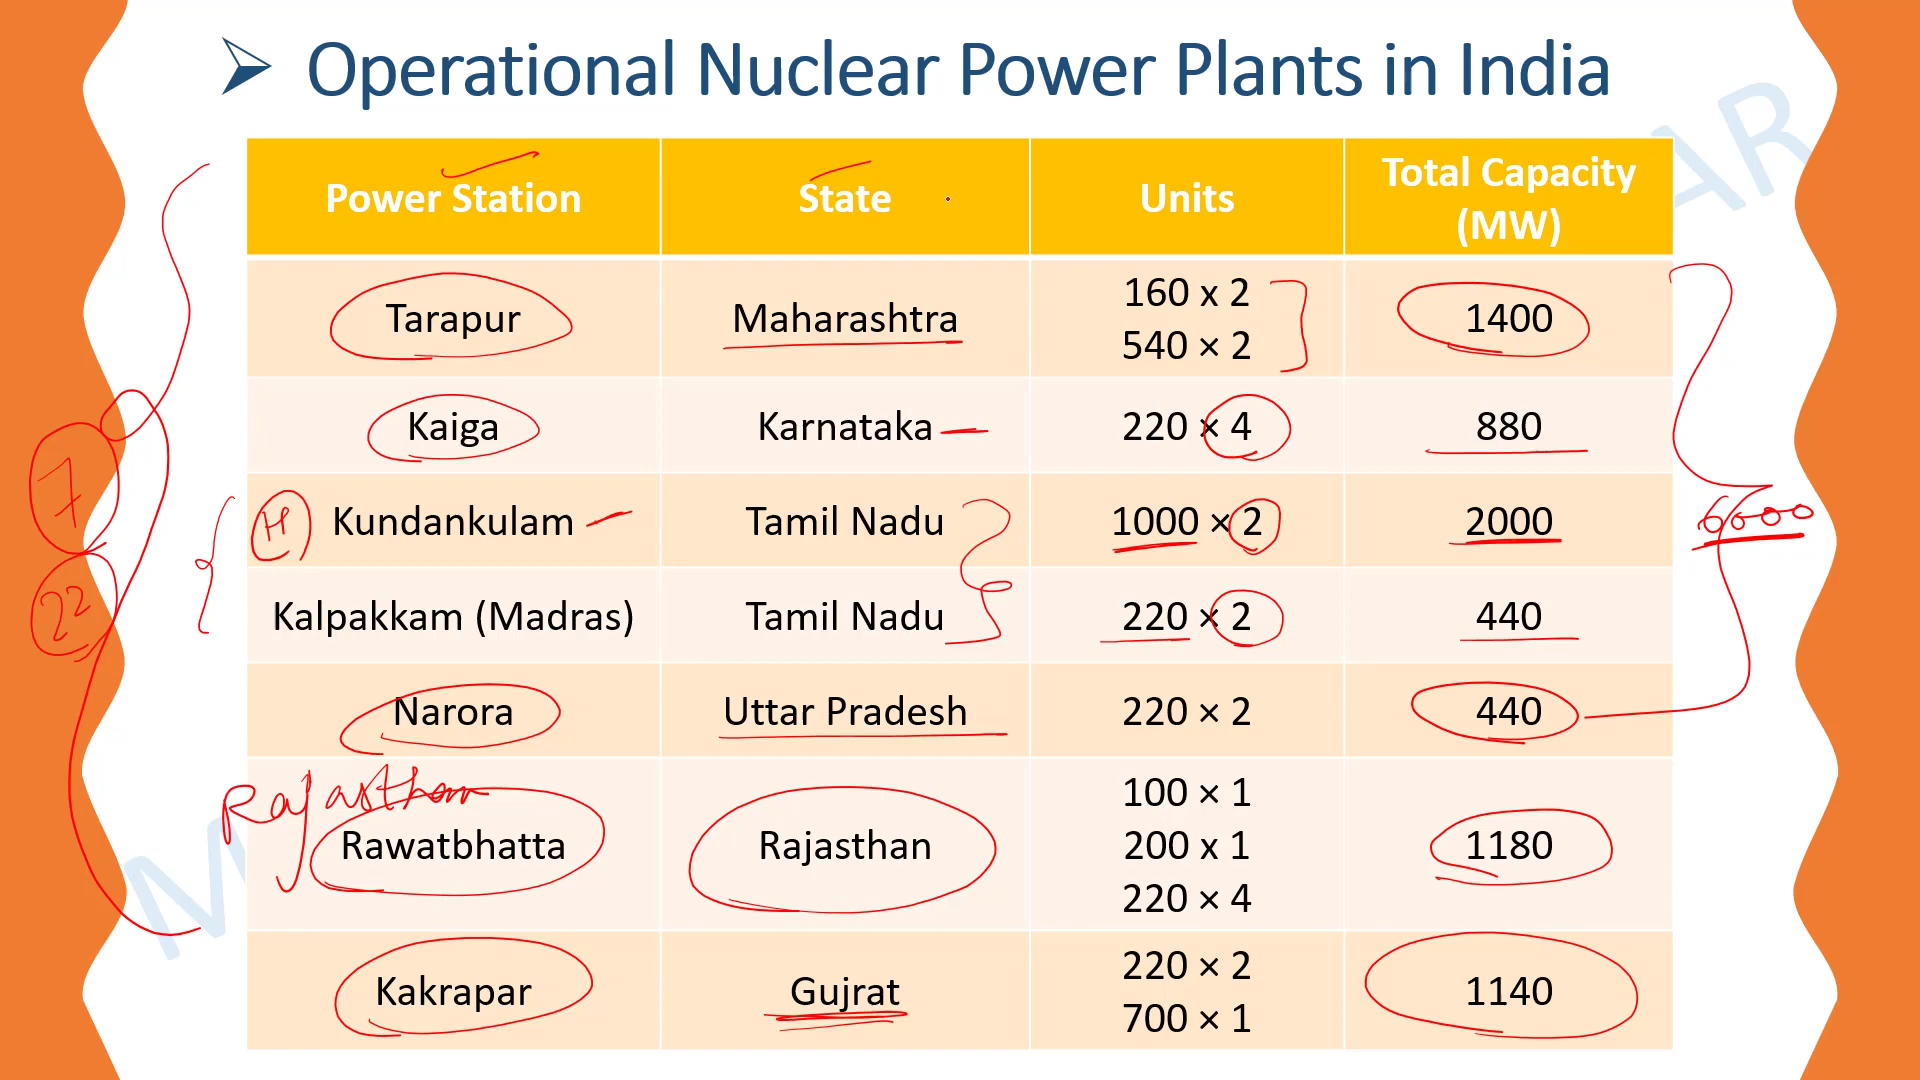 Operational Nuclear Power Plants in India
Power Station State Units Total Capacity (MW)
Tarapur Maharashtra 160 x 2 1400
540 × 2
Kaiga Karnataka 220 × 4 880
H Kundankulam Tamil Nadu 1000 × 2 2000
Kalpakkam (Madras) Tamil Nadu 220 × 2 440
Narora Uttar Pradesh 220 × 2 440
Rajasthan
Rawatbhatta Rajasthan 100 × 1 1180
200 x 1
220 × 4
Kakrapar Gujrat 220 × 2 1140
700 × 1
7
22
6000